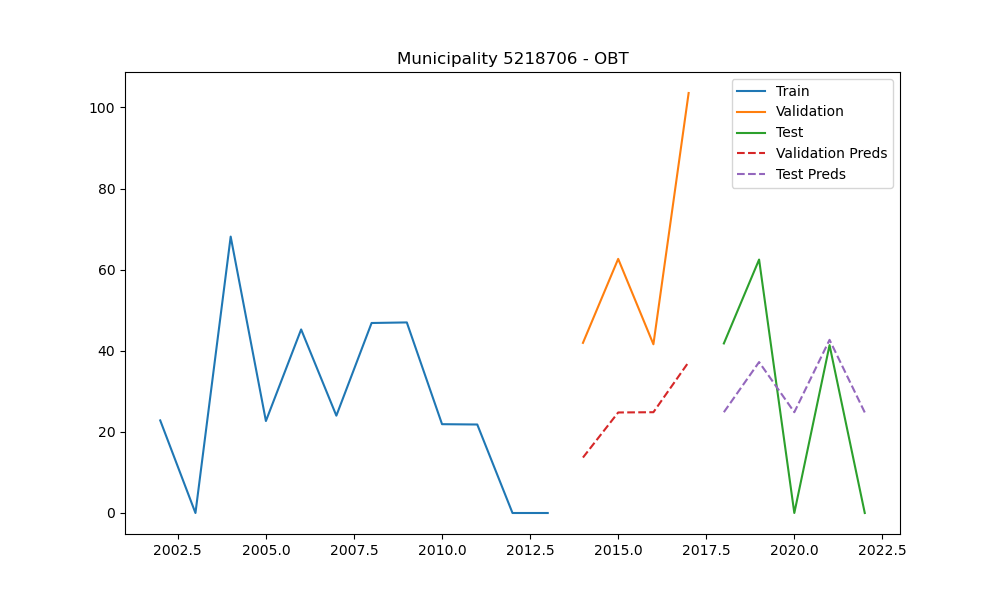 Municipality 5218706 - OBT
Train
Validation
Test
Validation Preds
Test Preds
100
80
60
40
20
0
2002.5 2005.0 2007.5 2010.0 2012.5 2015.0 2017.5 2020.0 2022.5